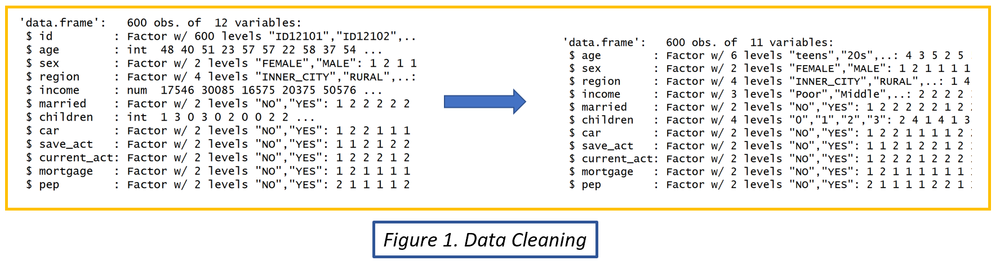 'data.frame':   600 obs. of  12 variables:
 $ id         : Factor w/ 600 levels "ID12101","ID12102",..
 $ age        : int  48 40 51 23 57 57 22 58 37 54 ...
 $ sex        : Factor w/ 2 levels "FEMALE","MALE": 1 2 1 1
 $ region     : Factor w/ 4 levels "INNER_CITY","RURAL",..:
 $ income     : num  17546 30085 16575 20375 50576 ...
 $ married    : Factor w/ 2 levels "NO","YES": 1 2 2 2 2 2
 $ children   : int  1 3 0 3 0 2 0 0 2 2 ...
 $ car        : Factor w/ 2 levels "NO","YES": 1 2 2 1 1 1
 $ save_act   : Factor w/ 2 levels "NO","YES": 1 1 2 1 2 2
 $ current_act: Factor w/ 2 levels "NO","YES": 1 2 2 2 1 2
 $ mortgage   : Factor w/ 2 levels "NO","YES": 1 2 1 1 1 1
 $ pep        : Factor w/ 2 levels "NO","YES": 2 1 1 1 1 2
'data.frame':   600 obs. of  11 variables:
 $ age        : Factor w/ 6 levels "teens","20s",..: 4 3 5 2 5
 $ sex        : Factor w/ 2 levels "FEMALE","MALE": 1 2 1 1 1 1
 $ region     : Factor w/ 4 levels "INNER_CITY","RURAL",..: 1 4
 $ income     : Factor w/ 3 levels "Poor","Middle",..: 2 2 2 2
 $ married    : Factor w/ 2 levels "NO","YES": 1 2 2 2 2 2 1 2
 $ children   : Factor w/ 4 levels "0","1","2","3": 2 4 1 4 1 3
 $ car        : Factor w/ 2 levels "NO","YES": 1 2 2 1 1 1 1 2
 $ save_act   : Factor w/ 2 levels "NO","YES": 1 1 2 1 2 2 1 2
 $ current_act: Factor w/ 2 levels "NO","YES": 1 2 2 2 1 2 2 2
 $ mortgage   : Factor w/ 2 levels "NO","YES": 1 2 1 1 1 1 1 1
 $ pep        : Factor w/ 2 levels "NO","YES": 2 1 1 1 1 2 2 1
Figure 1. Data Cleaning